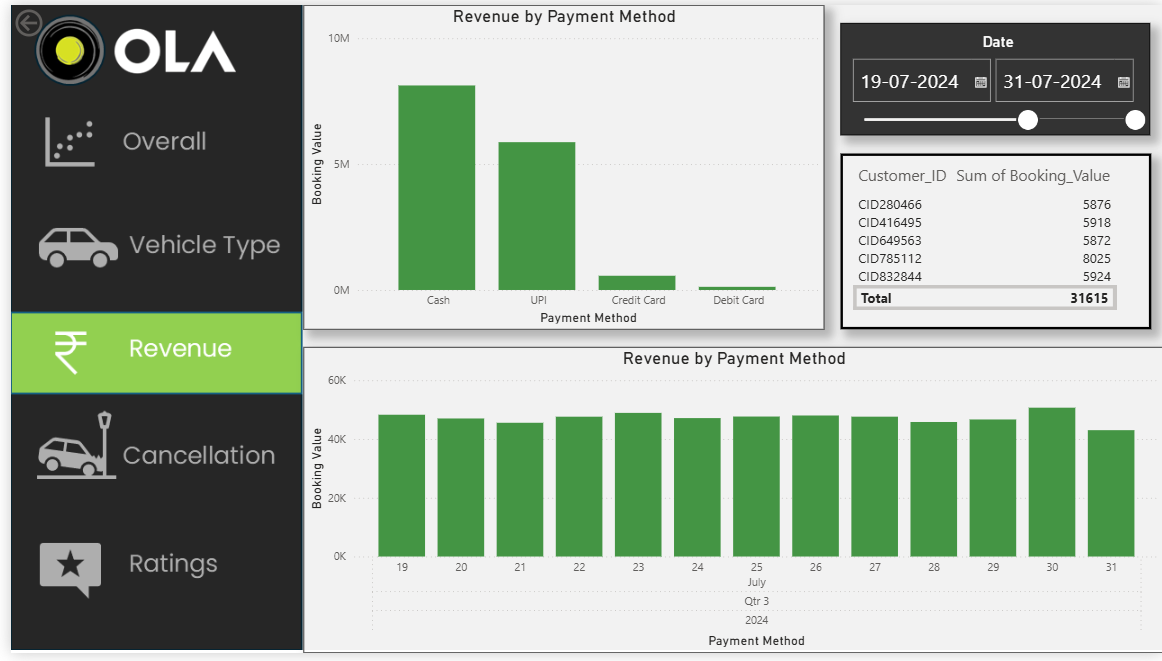 OLA
Overall
Vehicle Type
₹ Revenue
Cancellation
Ratings
Revenue by Payment Method
10M
5M
0M
Booking Value
Cash UPI Credit Card Debit Card
Payment Method
Date
19-07-2024 31-07-2024
Customer_ID Sum of Booking_Value
CID280466 5876
CID416495 5918
CID649563 5872
CID785112 8025
CID832844 5924
Total 31615
Revenue by Payment Method
60K
40K
20K
0K
Booking Value
19 20 21 22 23 24 25 26 27 28 29 30 31
July
Qtr 3
2024
Payment Method